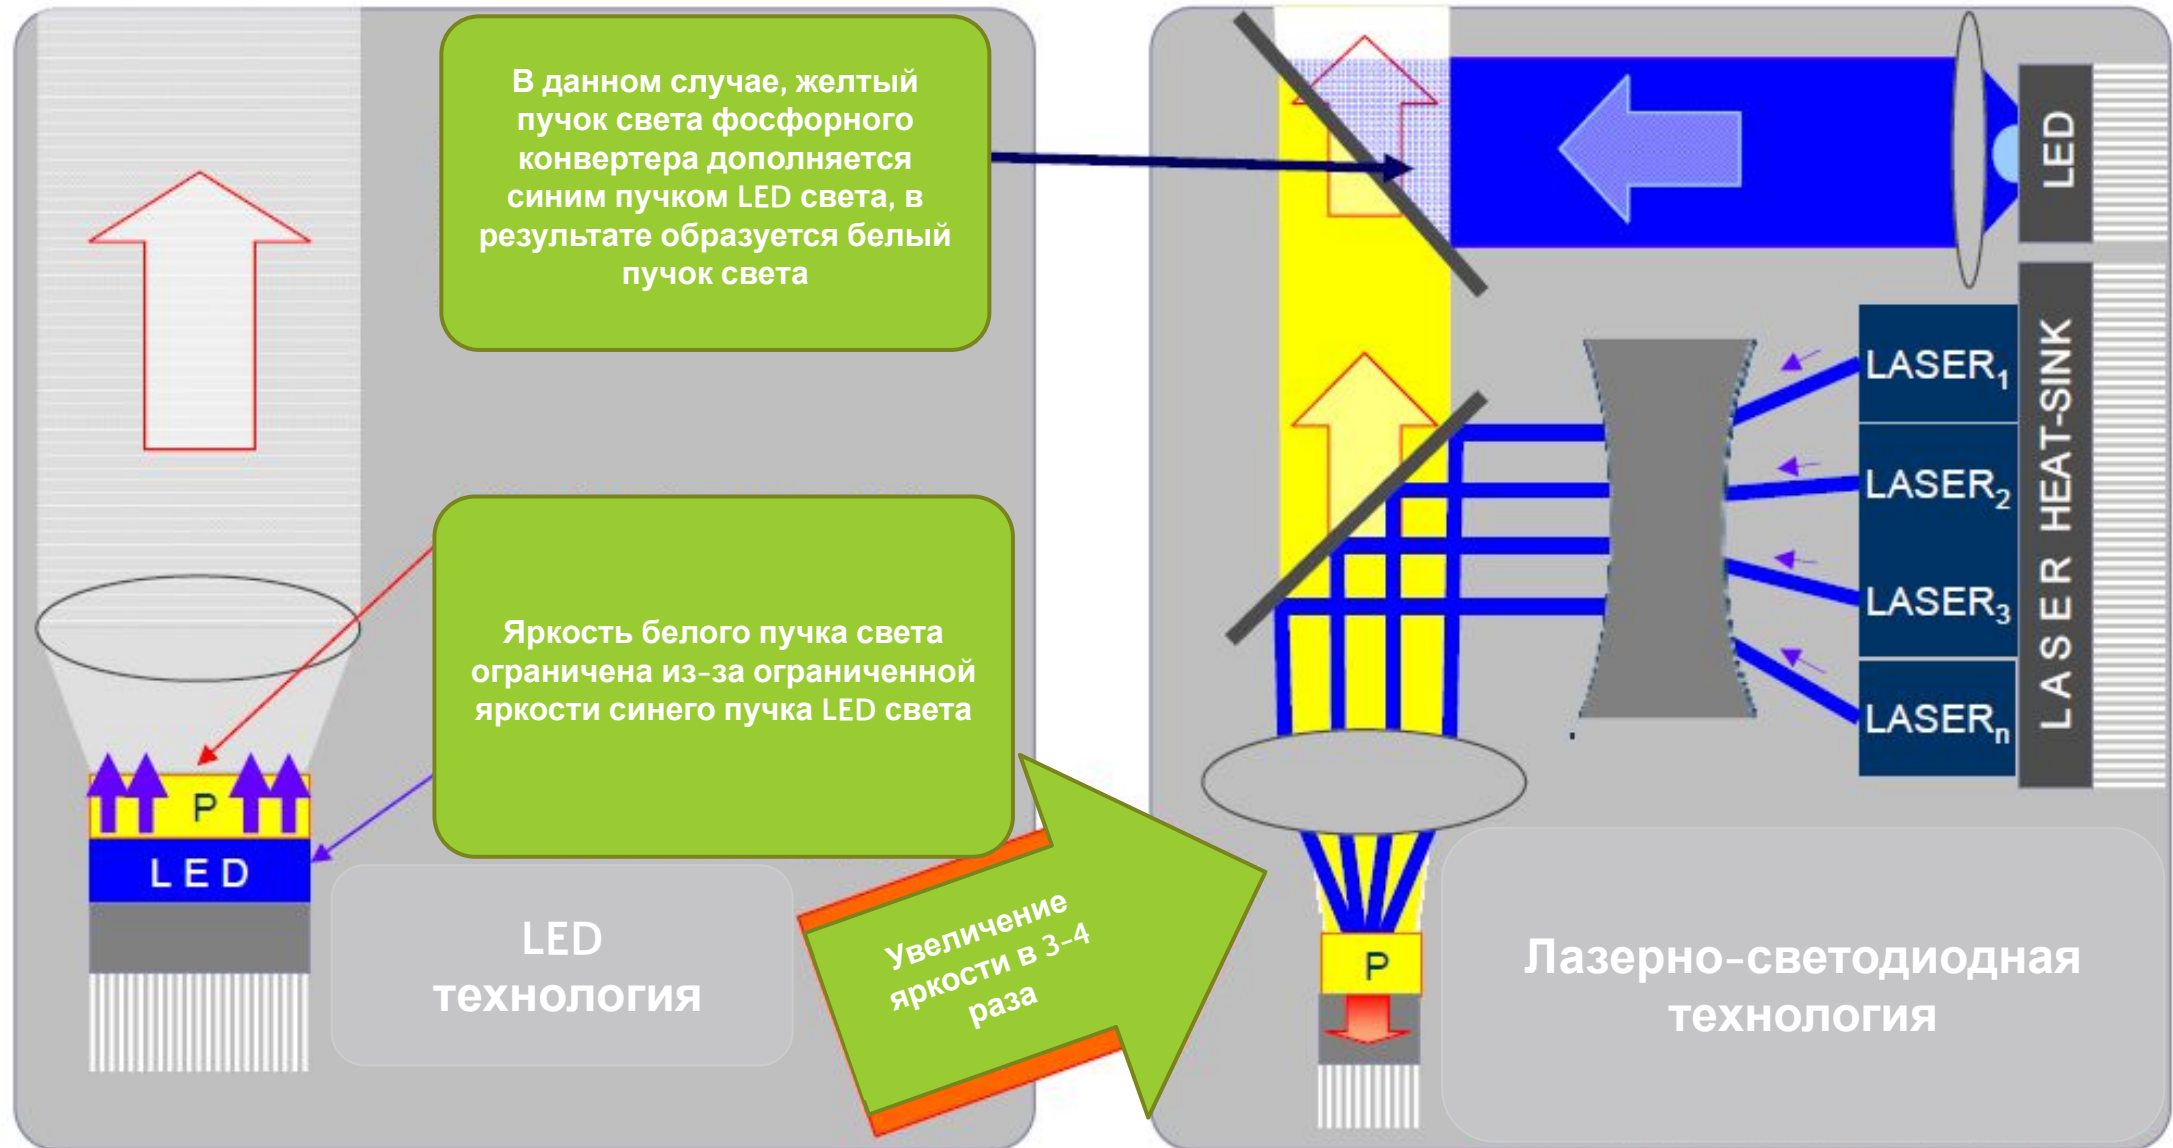 В данном случае, желтый
пучок света фосфорного
конвертера дополняется
синим пучком LED света, в
результате образуется белый
пучок света
Яркость белого пучка света
ограничена из-за ограниченной
яркости синего пучка LED света
P
LED
LED
технология
Увеличение
яркости в 3-4
раза
LED
LASER1
LASER2
LASER3
LASERn
LASER HEAT-SINK
P
Лазерно-светодиодная
технология